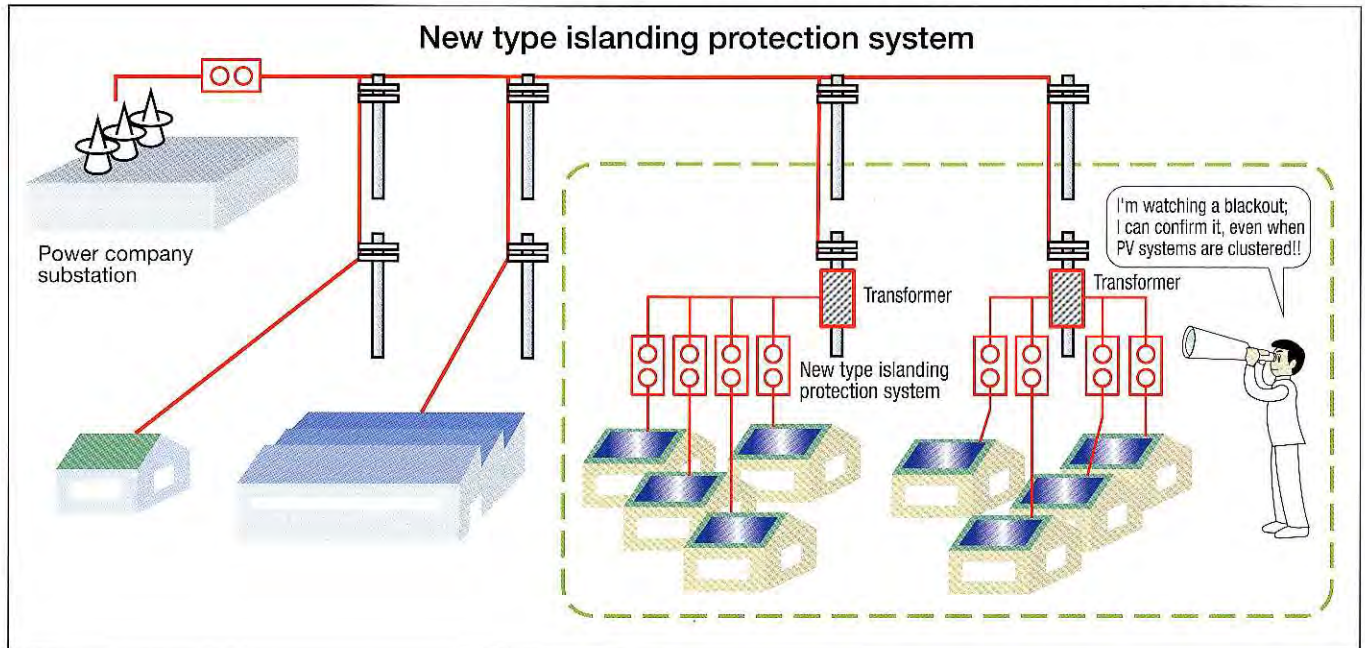 New type islanding protection system
Power company
substation
I'm watching a blackout;
I can confirm it, even when
PV systems are clustered!!
Transformer
Transformer
New type islanding
protection system